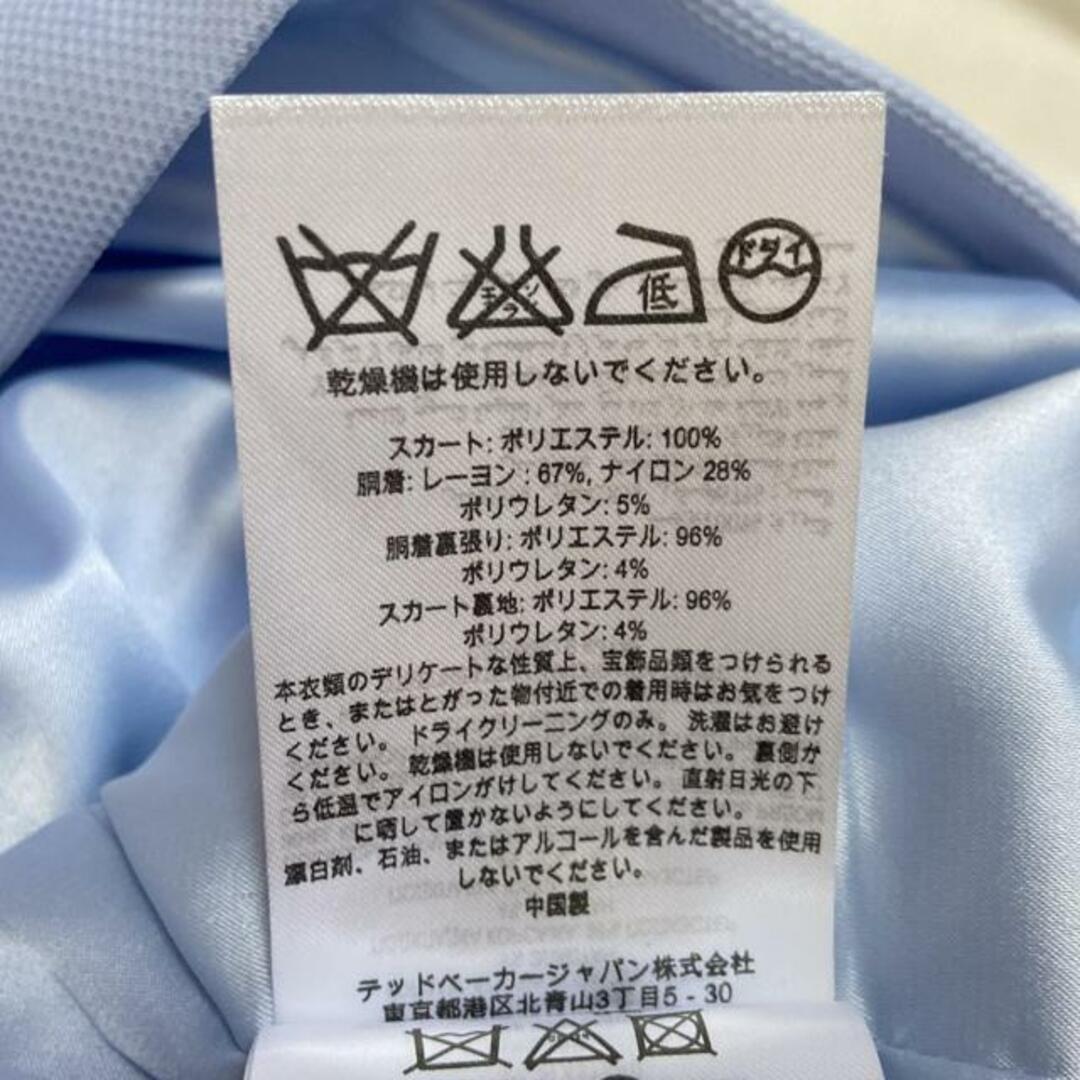 エンソ
サラシ
低
ドライ
乾燥機は使用しないでください。
スカート: ポリエステル: 100%
胴着: レーヨン : 67%, ナイロン 28%
ポリウレタン: 5%
胴着裏張り: ポリエステル: 96%
ポリウレタン: 4%
スカート裏地: ポリエステル: 96%
ポリウレタン: 4%
本衣類のデリケートな性質上、宝飾品類をつけられる
とき、またはとがった物付近での着用時はお気をつけ
ください。 ドライクリーニングのみ。 洗濯はお避け
ください。 乾燥機は使用しないでください。 裏側か
ら低温でアイロンがけしてください。 直射日光の下
に晒して置かないようにしてください。
漂白剤、石油、またはアルコールを含んだ製品を使用
しないでください。
中国製
テッドベーカージャパン株式会社
東京都港区北青山3丁目5 - 30